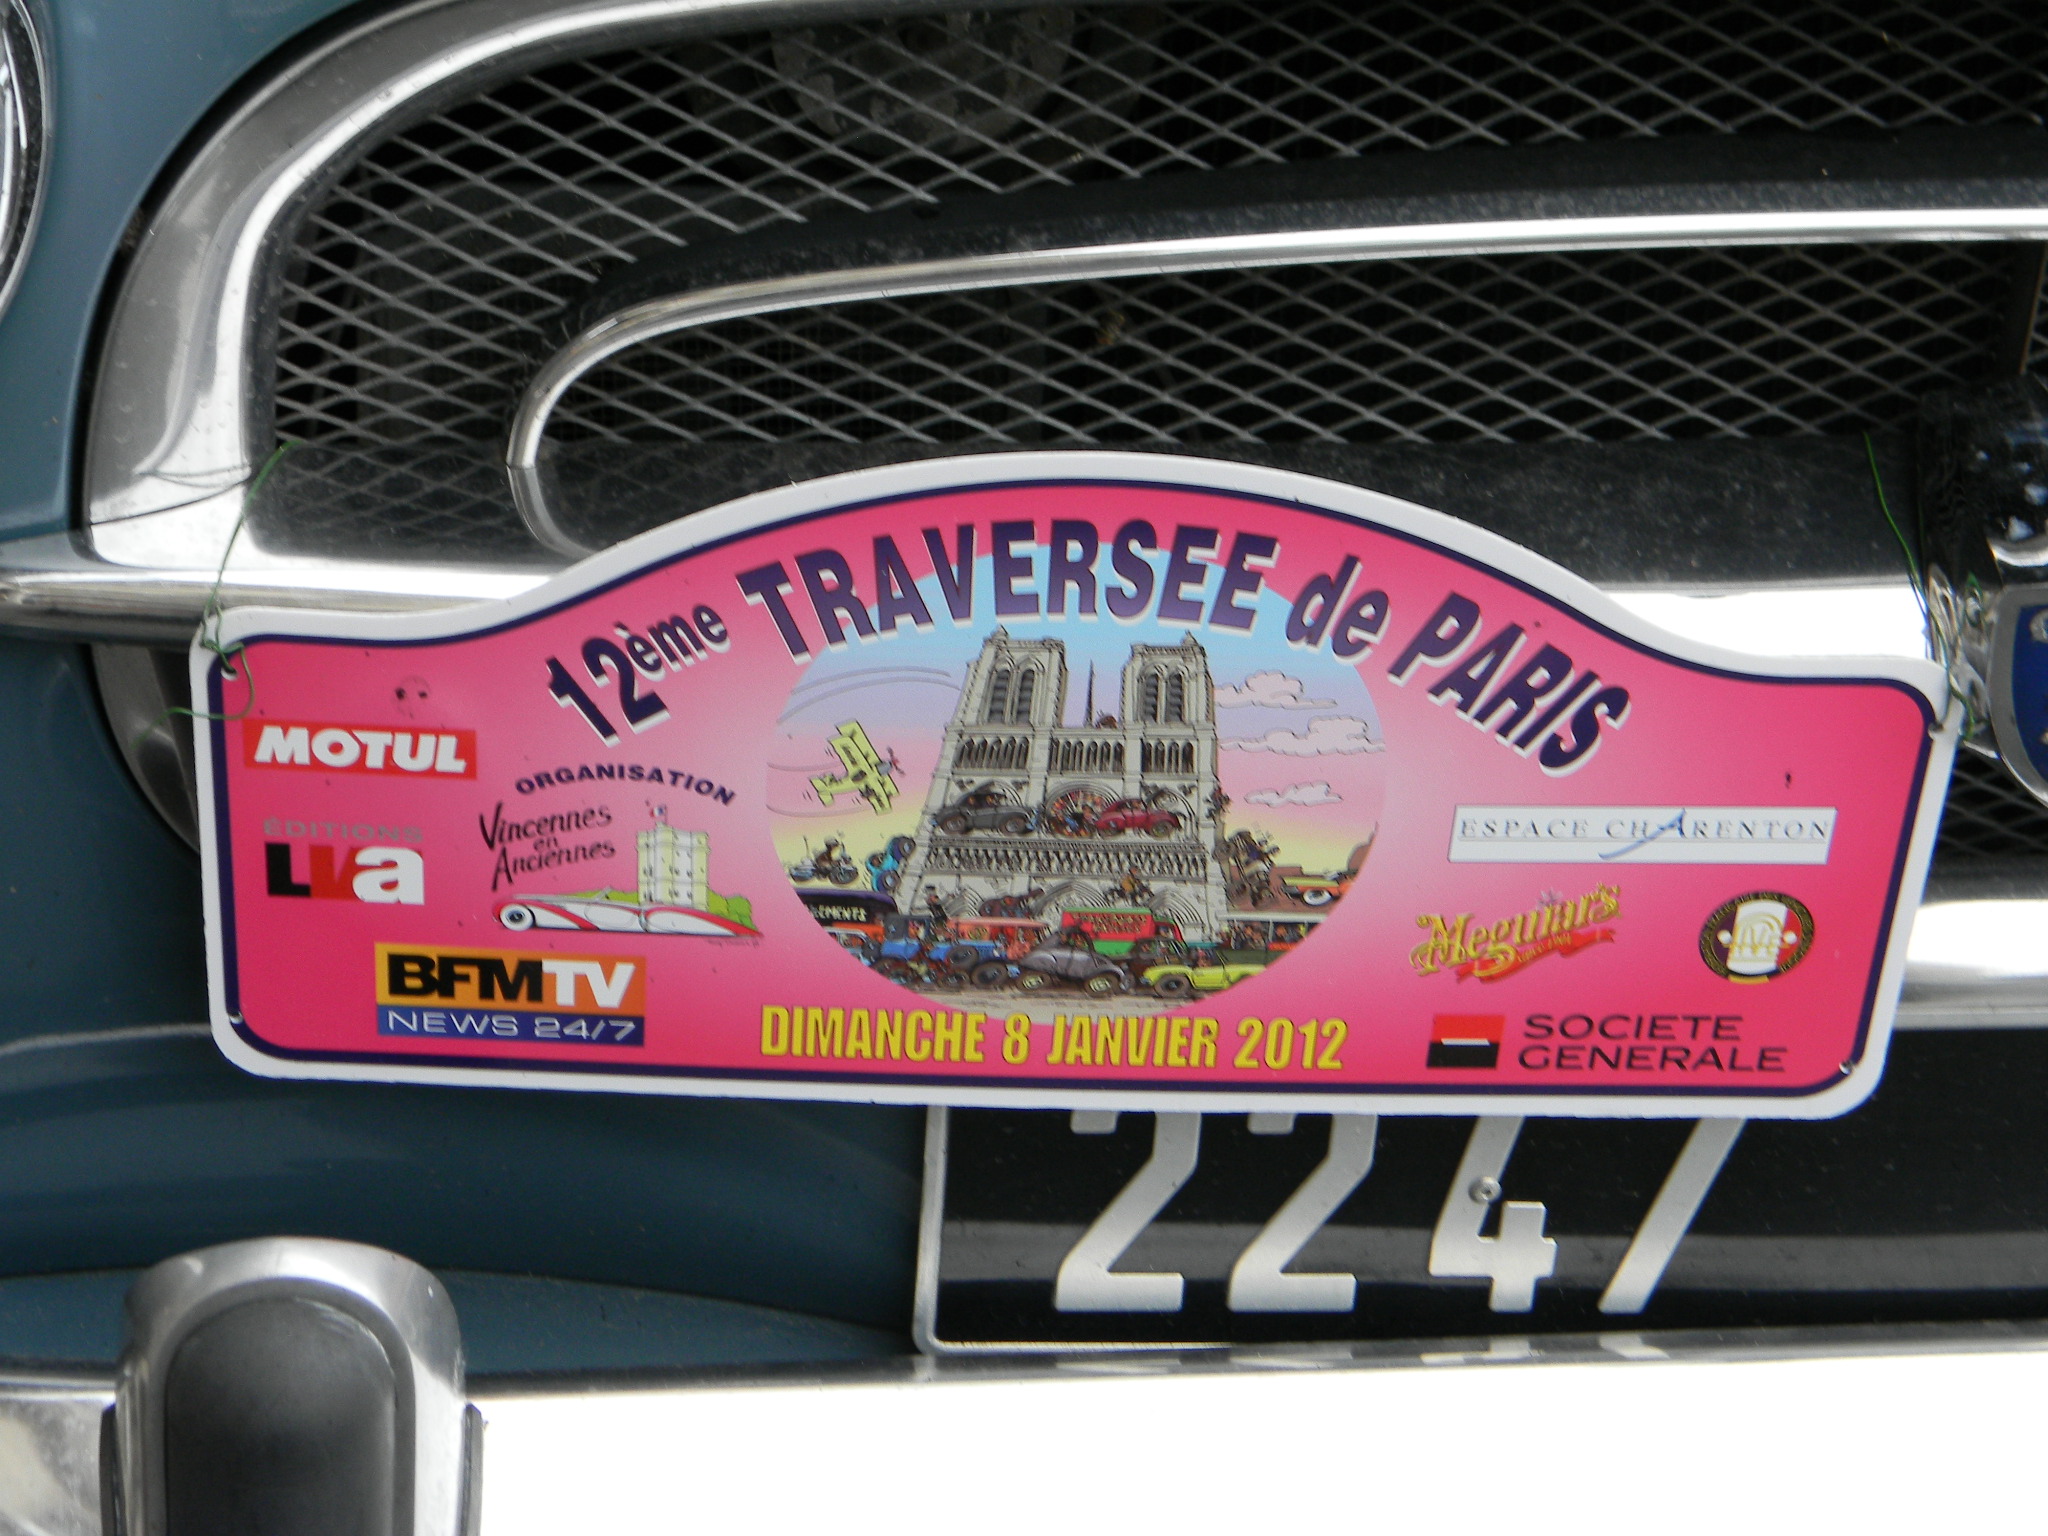 12ème TRAVERSEE de PARIS
MOTUL
ORGANISATION
Vincennes
en
Anciennes
ÉDITIONS
LVa
BFMTV
NEWS 24/7
DIMANCHE 8 JANVIER 2012
ESPACE CHARENTON
Meguiar's
SOCIETE
GENERALE
2247